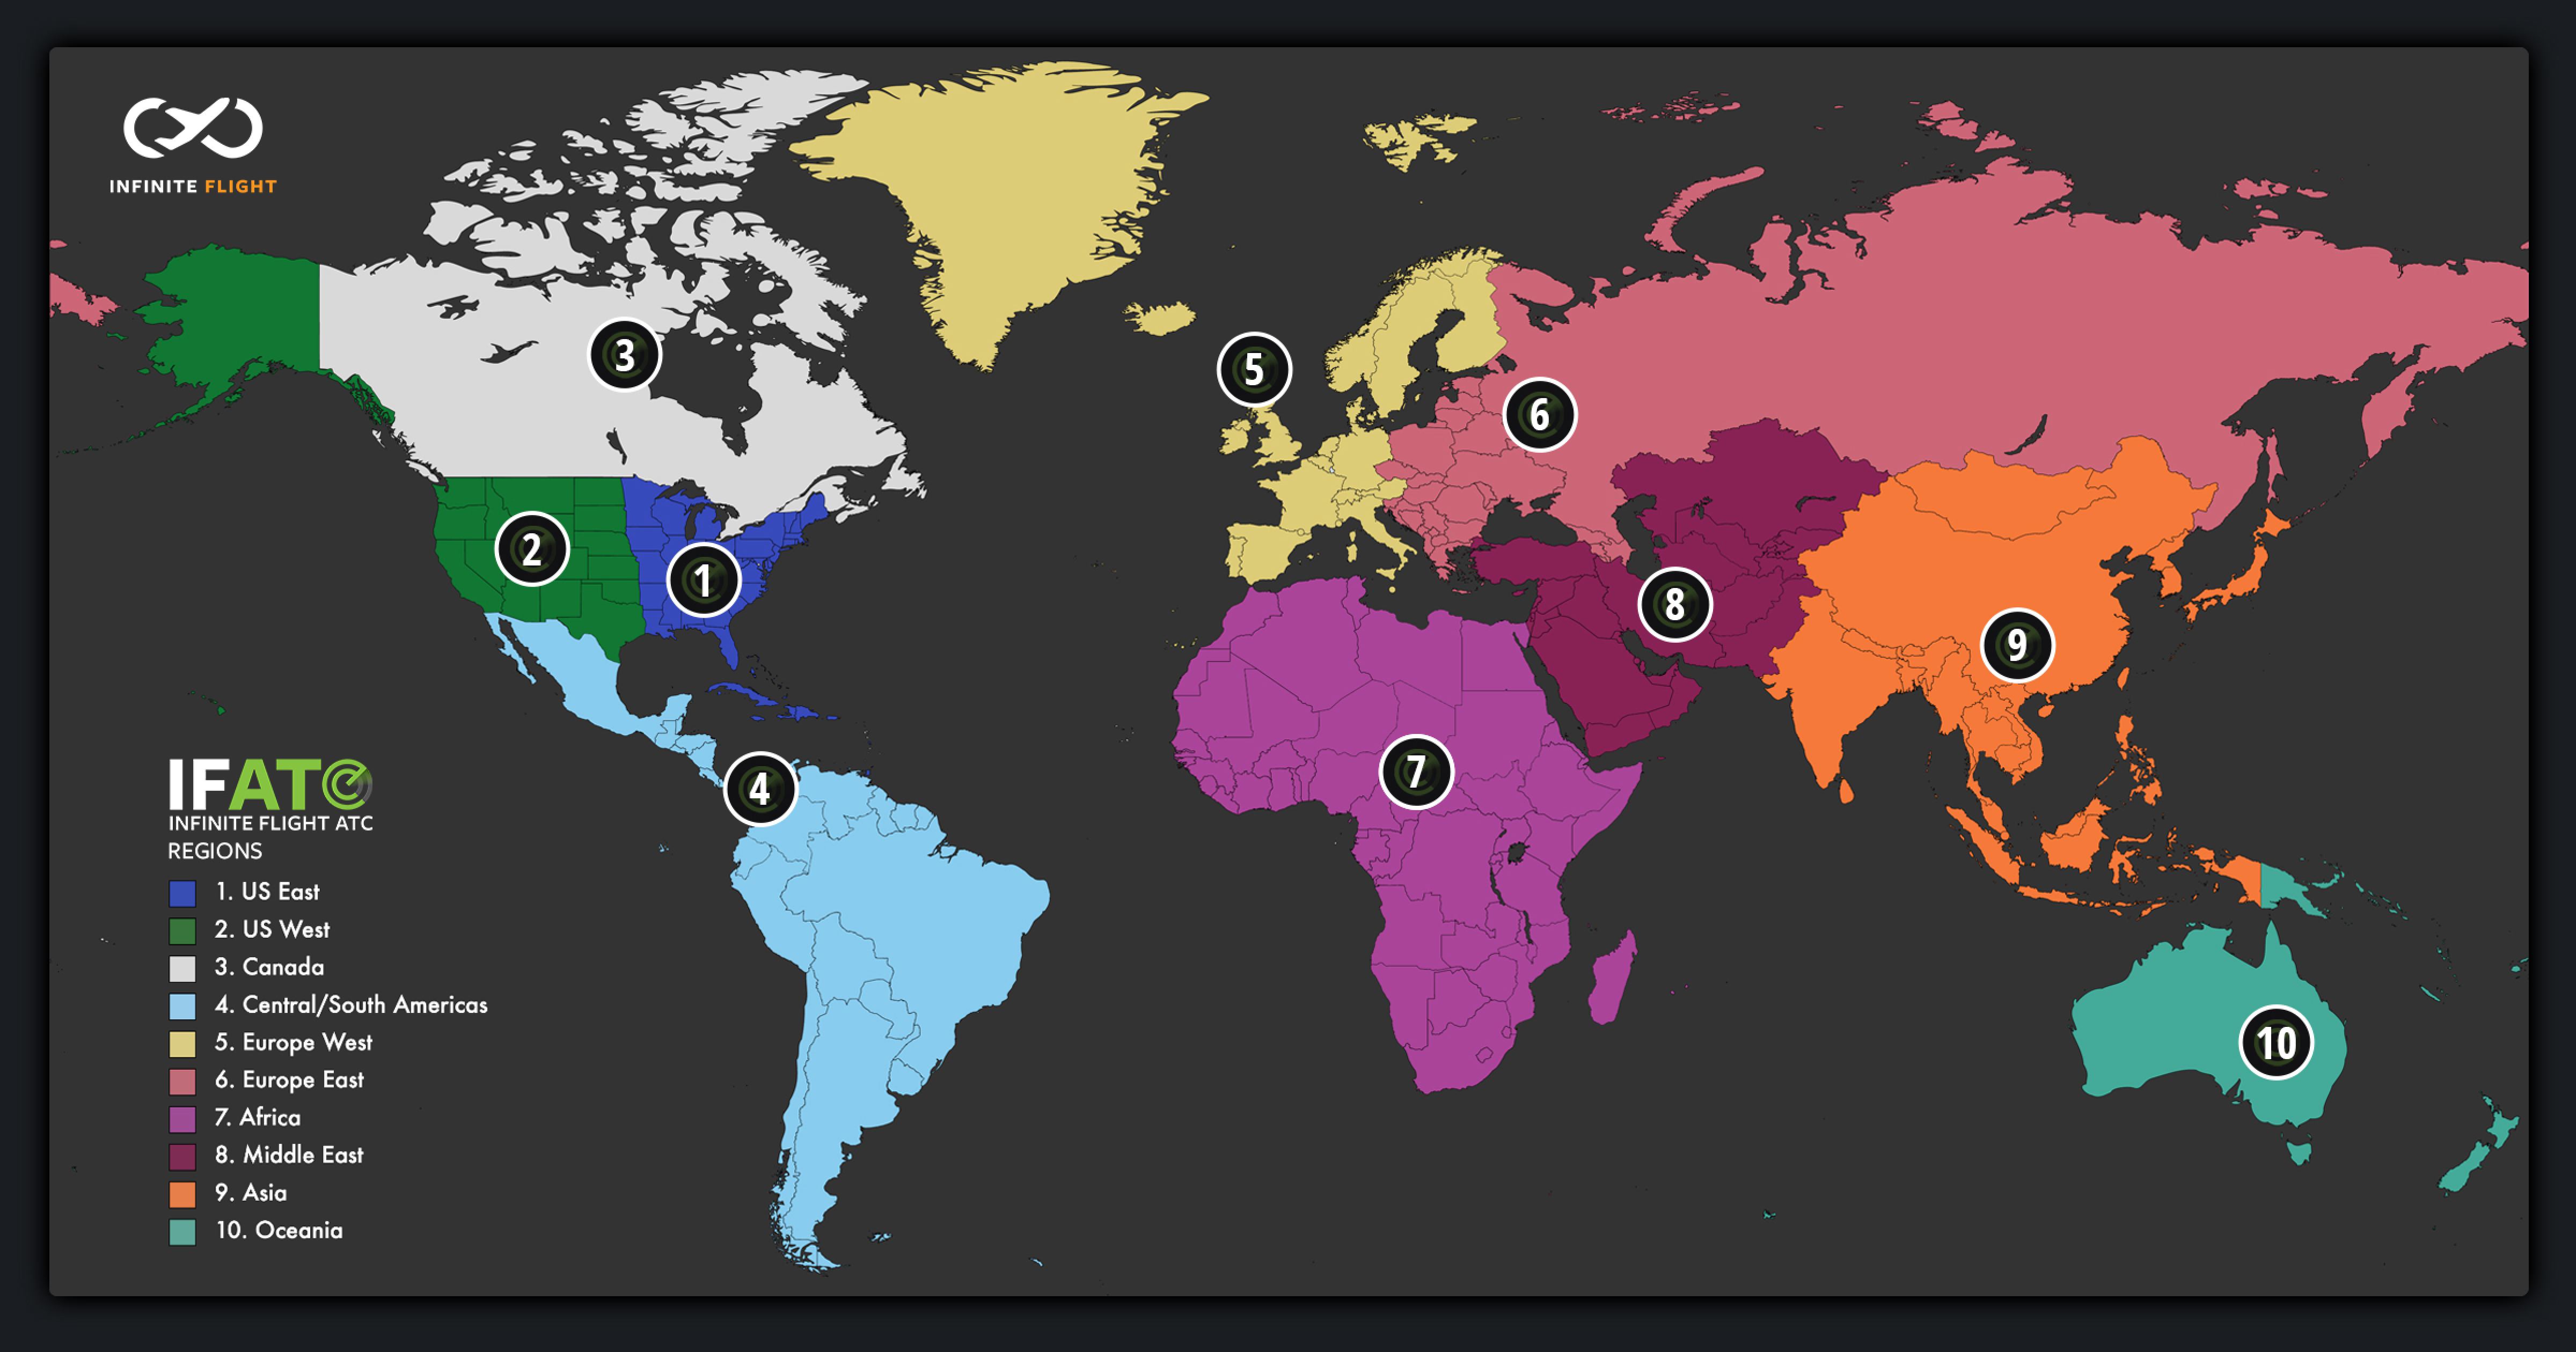 INFINITE FLIGHT
3
5
6
2
1
8
9
4
7
10
IFATC
INFINITE FLIGHT ATC
REGIONS
1. US East
2. US West
3. Canada
4. Central/South Americas
5. Europe West
6. Europe East
7. Africa
8. Middle East
9. Asia
10. Oceania